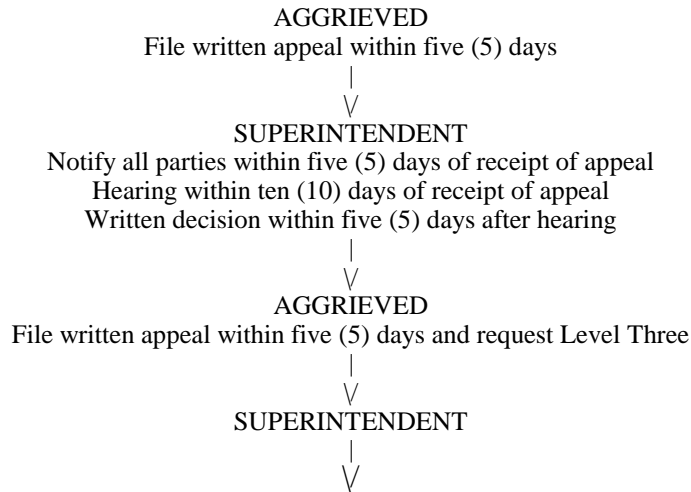 AGGRIEVED
File written appeal within five (5) days
|
\/
SUPERINTENDENT
Notify all parties within five (5) days of receipt of appeal
Hearing within ten (10) days of receipt of appeal
Written decision within five (5) days after hearing
|
\/
AGGRIEVED
File written appeal within five (5) days and request Level Three
|
\/
SUPERINTENDENT
|
\/